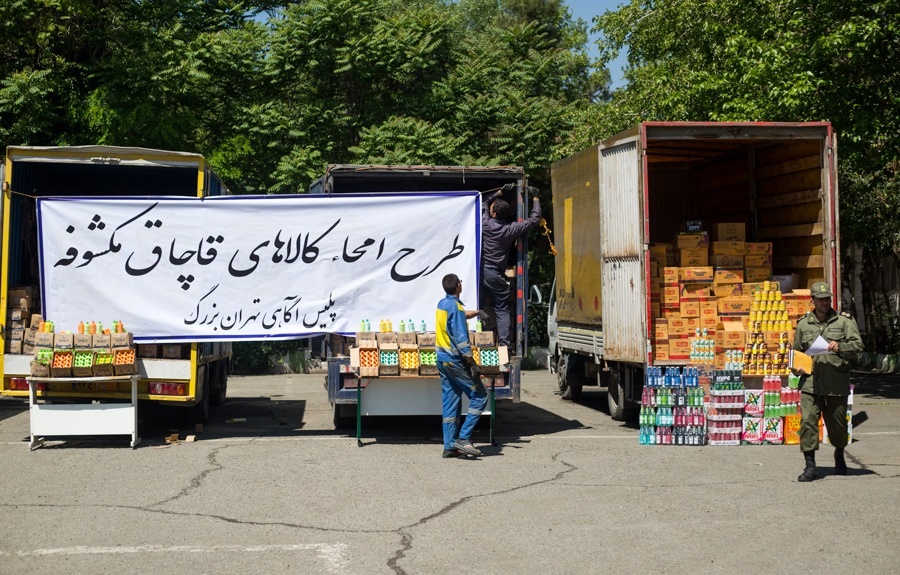 طرح امحاء کالاهای قاچاق مکشوفه
پلیس آگاهی تهران بزرگ